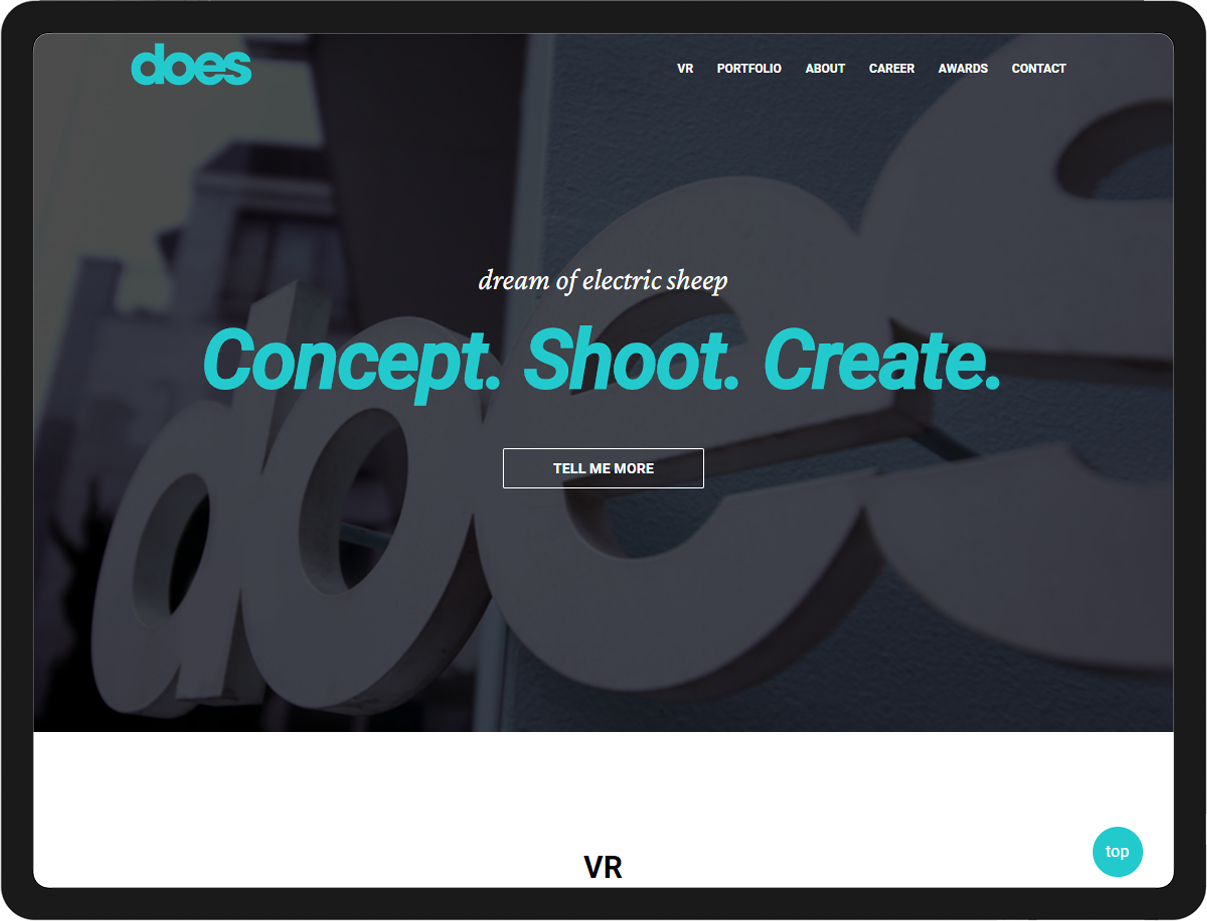 does
VR PORTFOLIO ABOUT CAREER AWARDS CONTACT
dream of electric sheep
Concept. Shoot. Create.
TELL ME MORE
does
VR
top